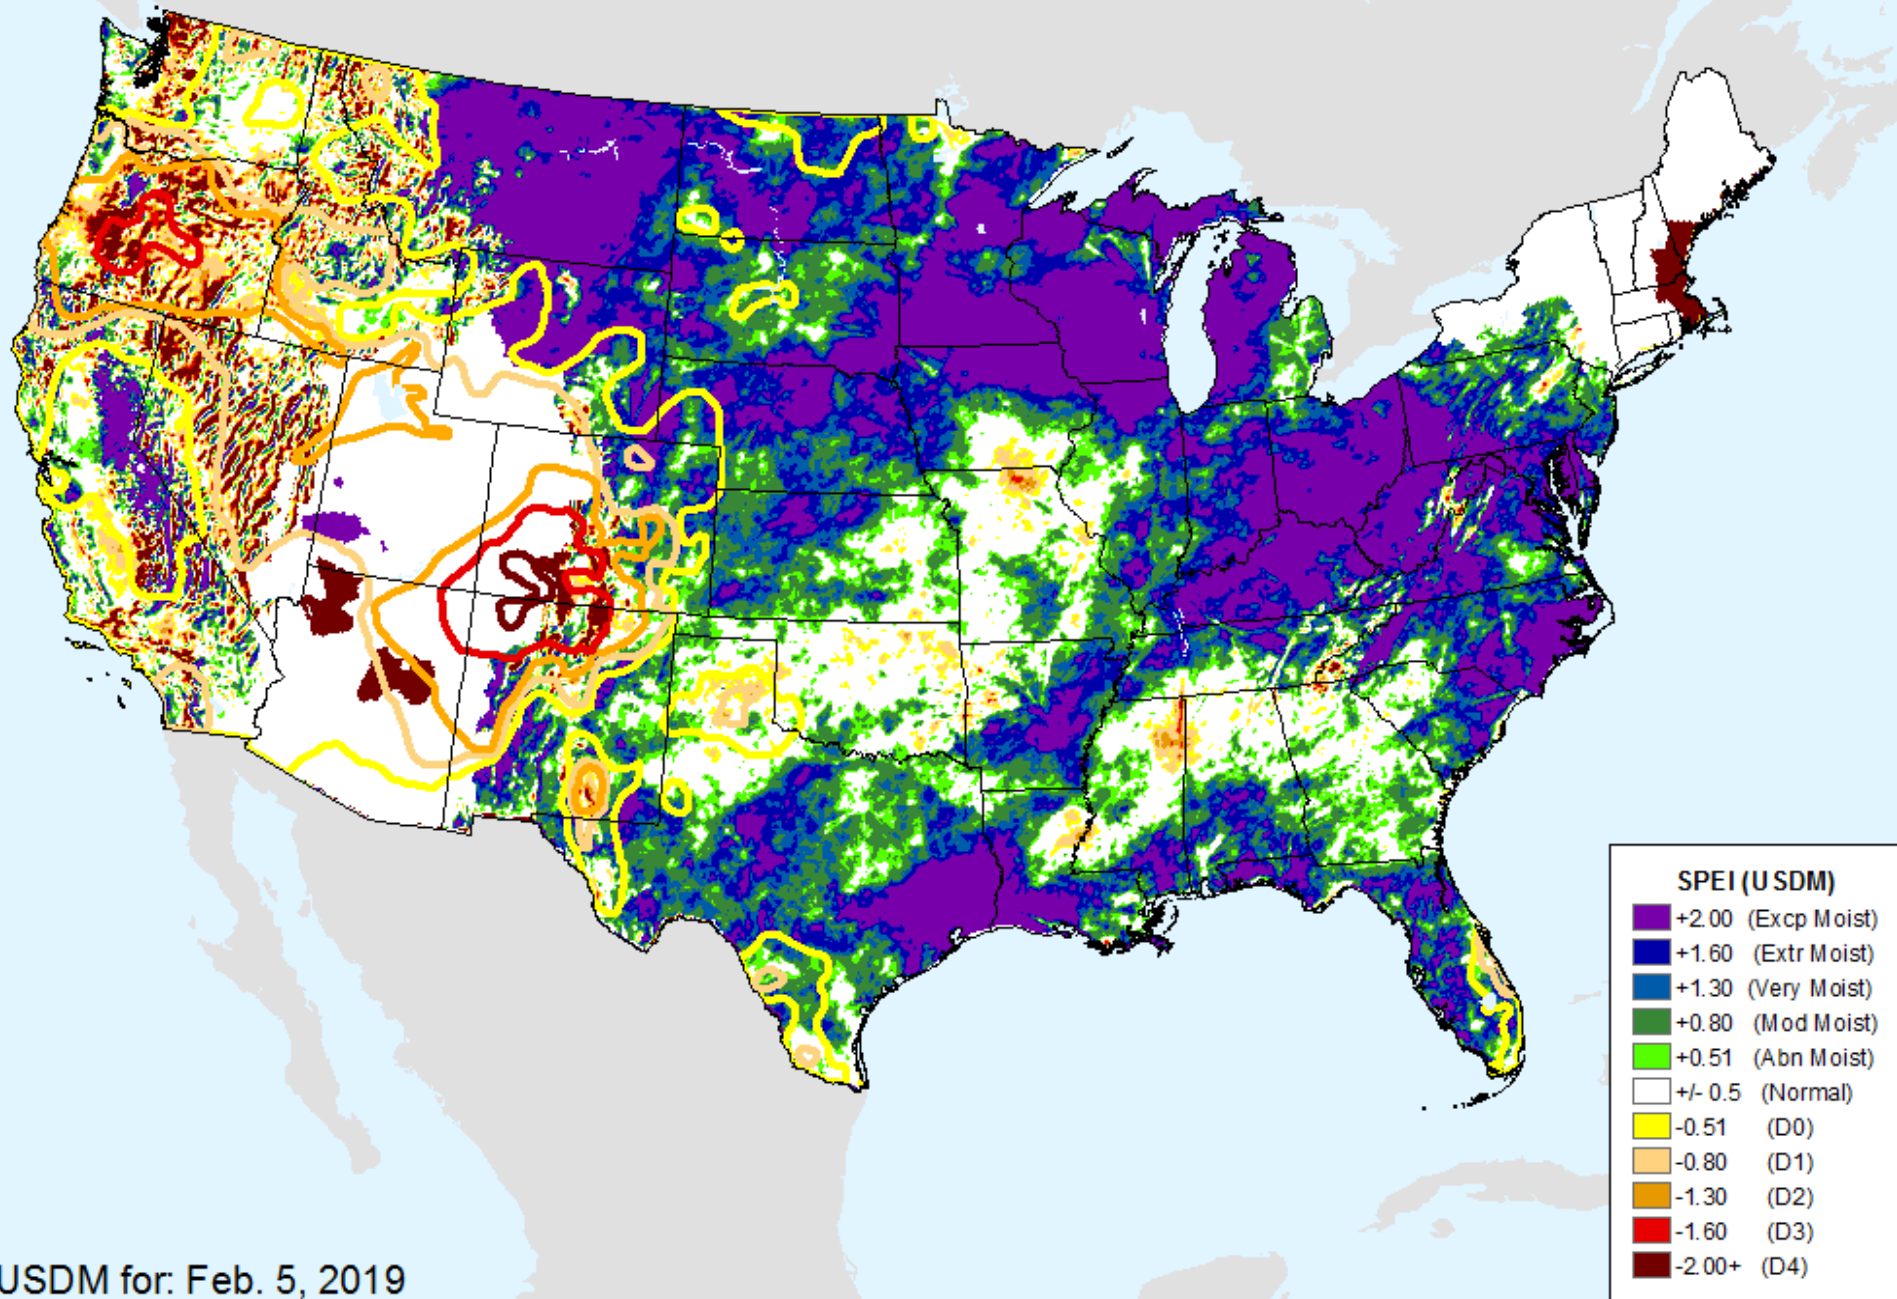 SPEI (USDM)
+2.00 (Excp Moist)
+1.60 (Extr Moist)
+1.30 (Very Moist)
+0.80 (Mod Moist)
+0.51 (Abn Moist)
+/- 0.5 (Normal)
-0.51 (D0)
-0.80 (D1)
-1.30 (D2)
-1.60 (D3)
-2.00+ (D4)
USDM for: Feb. 5, 2019